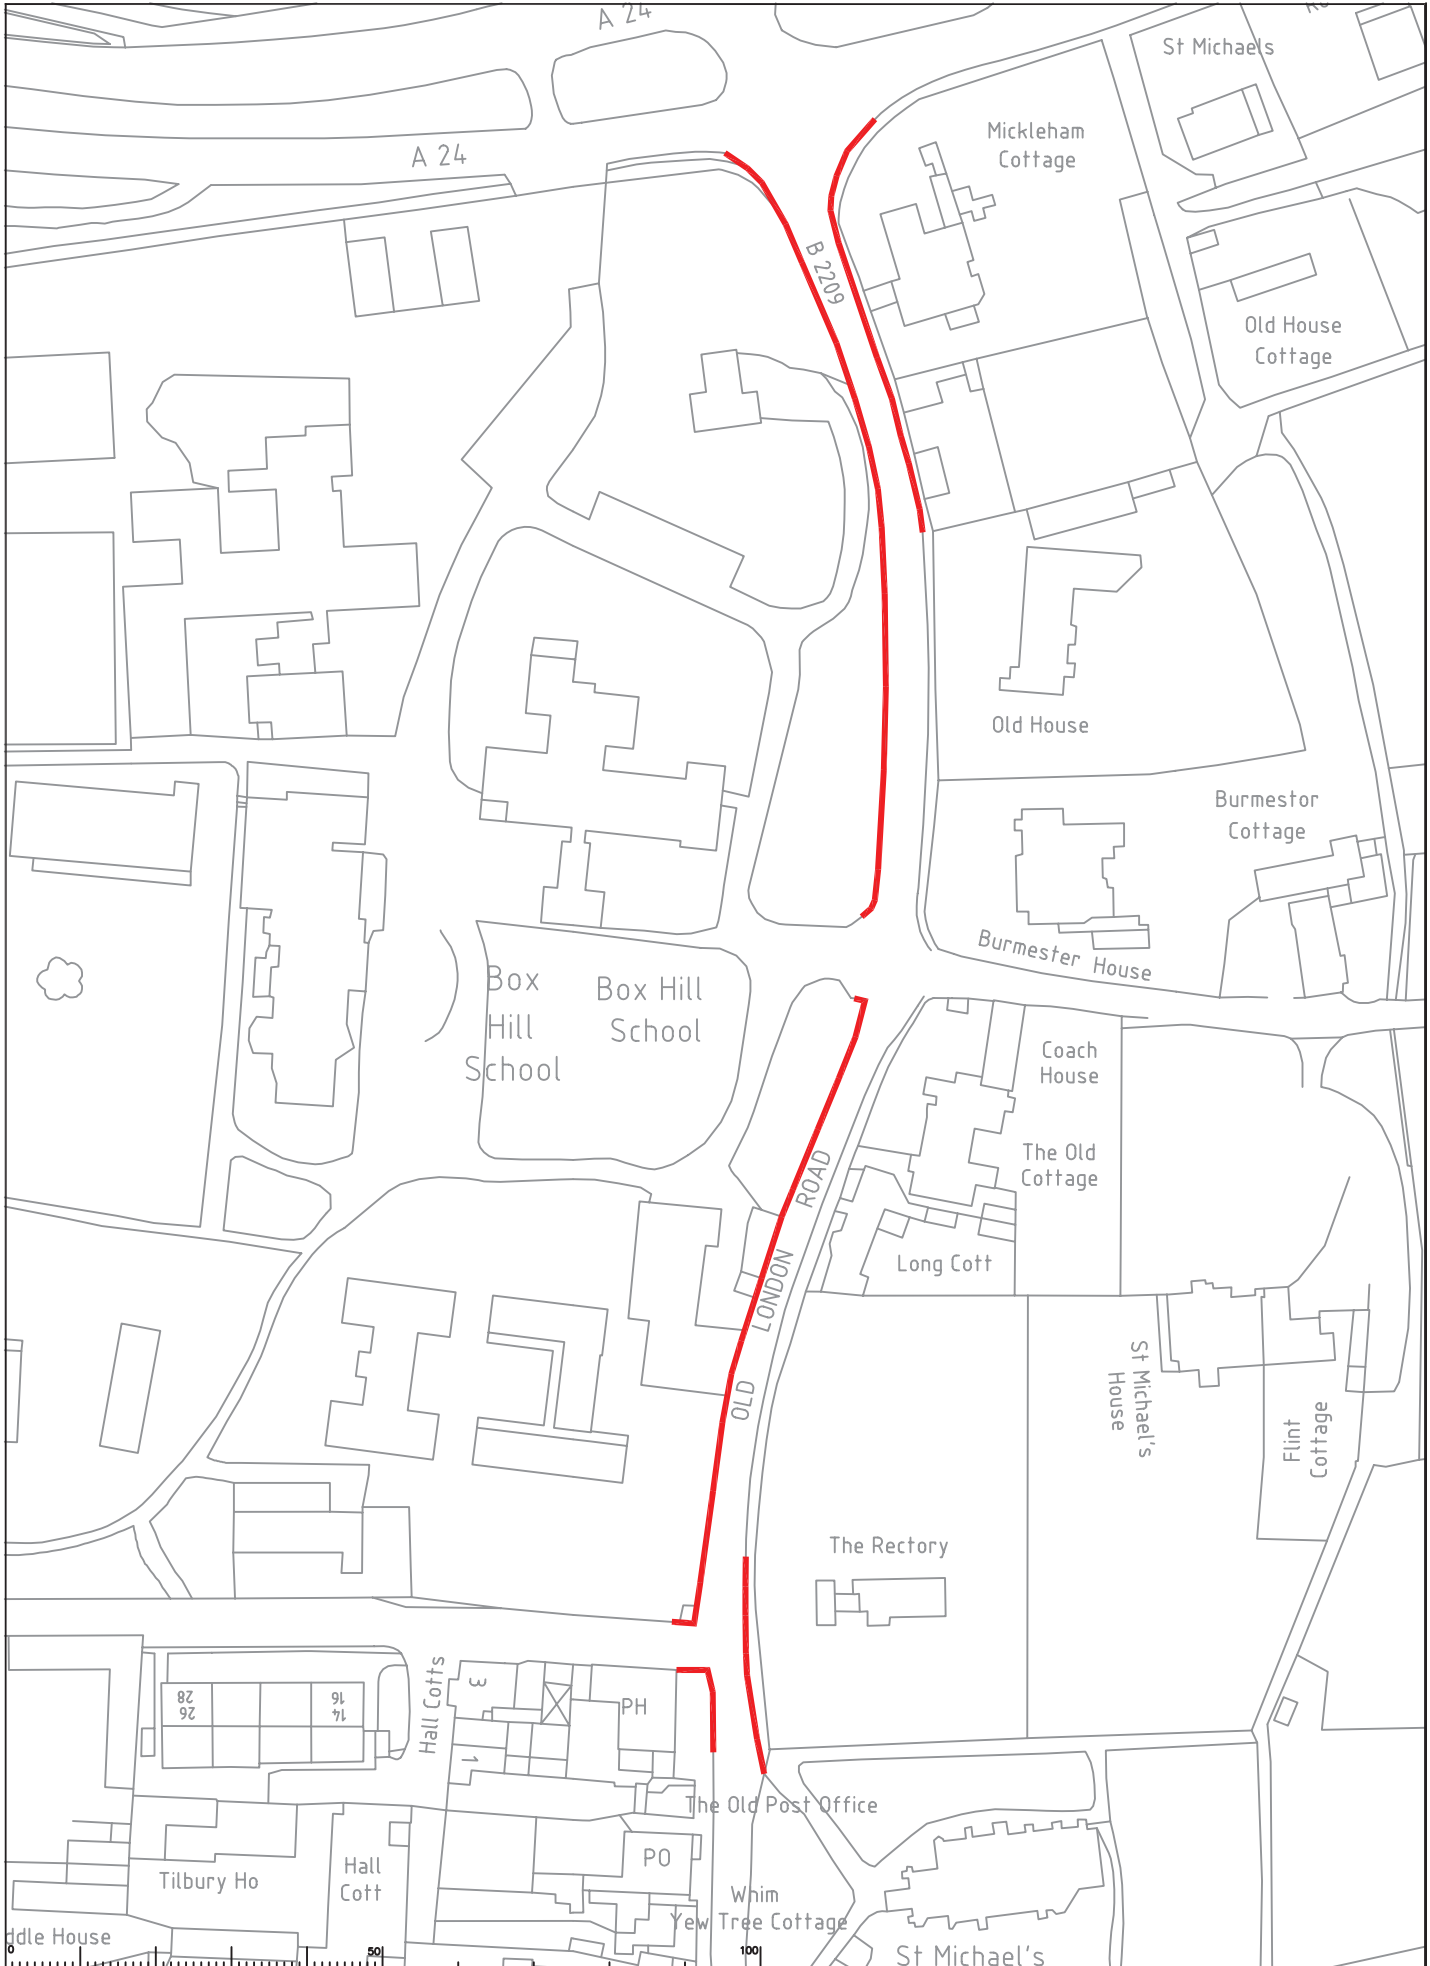 A 24
St Michaels
Mickleham
Cottage
A 24
B 2209
Old House
Cottage
Old House
Burmestor
Cottage
Burmester House
Box
Hill
School
Box Hill
School
Coach
House
The Old
Cottage
Long Cott
OLD LONDON ROAD
St Michael's
House
Flint
Cottage
The Rectory
Hall Cotts
3
1
28
26
16
14
PH
The Old Post Office
PO
Tilbury Ho
Hall
Cott
Whim
Yew Tree Cottage
ddle House
St Michael's
0
50
100